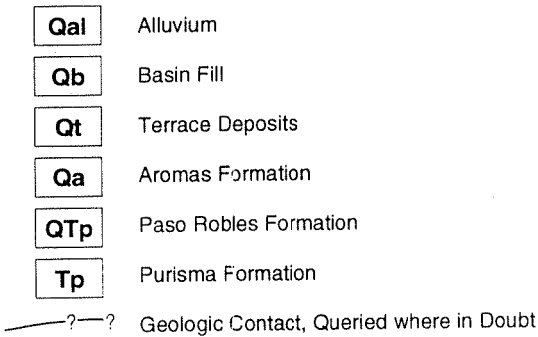 Qal Alluvium
Qb Basin Fill
Qt Terrace Deposits
Qa Aromas Formation
QTp Paso Robles Formation
Tp Purisma Formation
?—? Geologic Contact, Queried where in Doubt